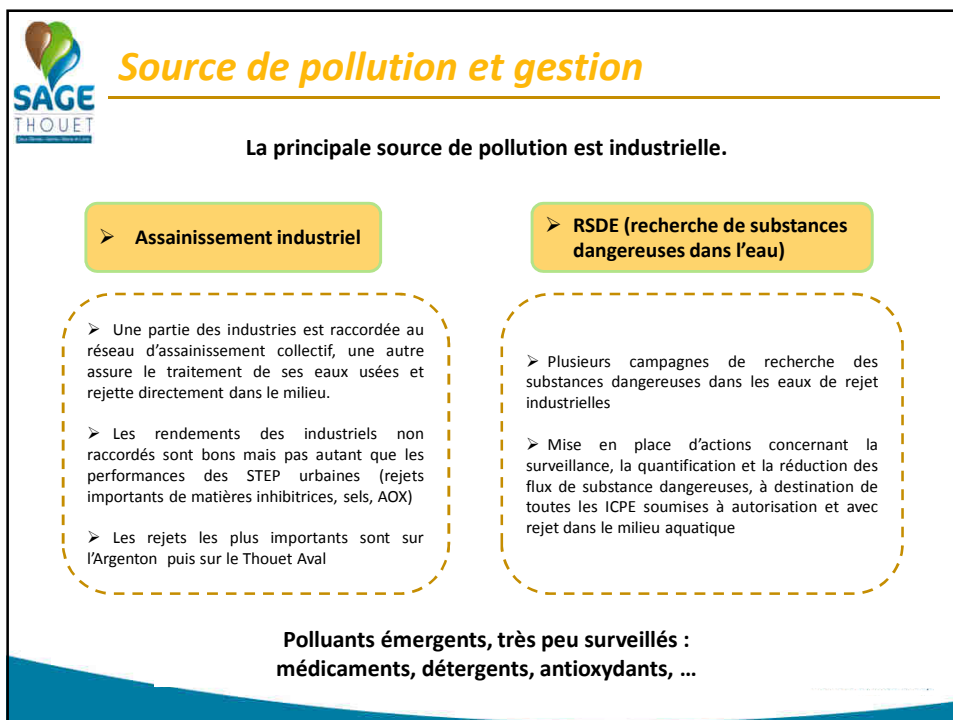 SAGE
THOUET
Source de pollution et gestion
La principale source de pollution est industrielle.
➢ Assainissement industriel
➢ Une partie des industries est raccordée au
réseau d'assainissement collectif, une autre
assure le traitement de ses eaux usées et
rejette directement dans le milieu.
➢ Les rendements des industriels non
raccordés sont bons mais pas autant que les
performances des STEP urbaines (rejets
importants de matières inhibitrices, sels, AOX)
➢ Les rejets les plus importants sont sur
l'Argenton puis sur le Thouet Aval
➢ RSDE (recherche de substances
dangereuses dans l'eau)
➢ Plusieurs campagnes de recherche des
substances dangereuses dans les eaux de rejet
industrielles
➢ Mise en place d'actions concernant la
surveillance, la quantification et la réduction des
flux de substance dangereuses, à destination de
toutes les ICPE soumises à autorisation et avec
rejet dans le milieu aquatique
Polluants émergents, très peu surveillés :
médicaments, détergents, antioxydants, ...